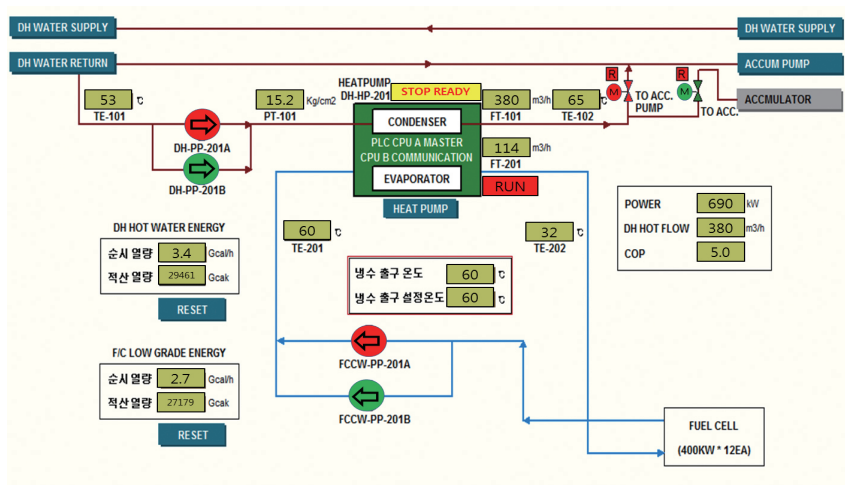 DH WATER SUPPLY
DH WATER SUPPLY
DH WATER RETURN
ACCUM PUMP
HEATPUMP
DH-HP-201
STOP READY
R
R
53 ℃
TE-101
15.2 Kg/cm2
PT-101
380 m3/h
FT-101
65 ℃
TE-102
M
M
TO ACC.
PUMP
TO ACC.
ACCMULATOR
CONDENSER
PLC CPU A MASTER
CPU B COMMUNICATION
EVAPORATOR
114 m3/h
FT-201
RUN
HEAT PUMP
DH-PP-201A
DH-PP-201B
POWER 690 kW
DH HOT FLOW 380 m3/h
COP 5.0
60 ℃
TE-201
32 ℃
TE-202
DH HOT WATER ENERGY
순시 열량 3.4 Gcal/h
적산 열량 29461 Gcak
RESET
냉수 출구 온도 60 ℃
냉수 출구 설정온도 60 ℃
F/C LOW GRADE ENERGY
순시 열량 2.7 Gcal/h
적산 열량 27179 Gcak
RESET
FCCW-PP-201A
FCCW-PP-201B
FUEL CELL
(400KW * 12EA)